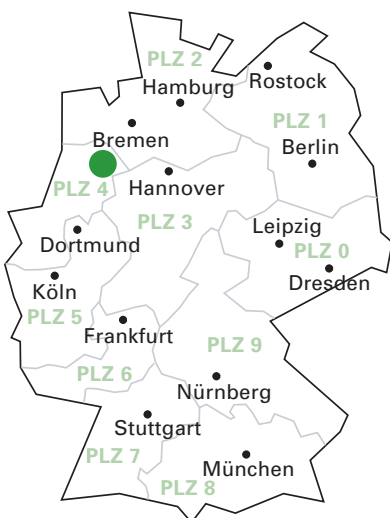 PLZ 2
Rostock
Hamburg
PLZ 1
Bremen
Berlin
PLZ 4
Hannover
PLZ 3
Leipzig
Dortmund
PLZ 0
Dresden
Köln
PLZ 5
Frankfurt
PLZ 9
PLZ 6
Nürnberg
Stuttgart
PLZ 7
München
PLZ 8